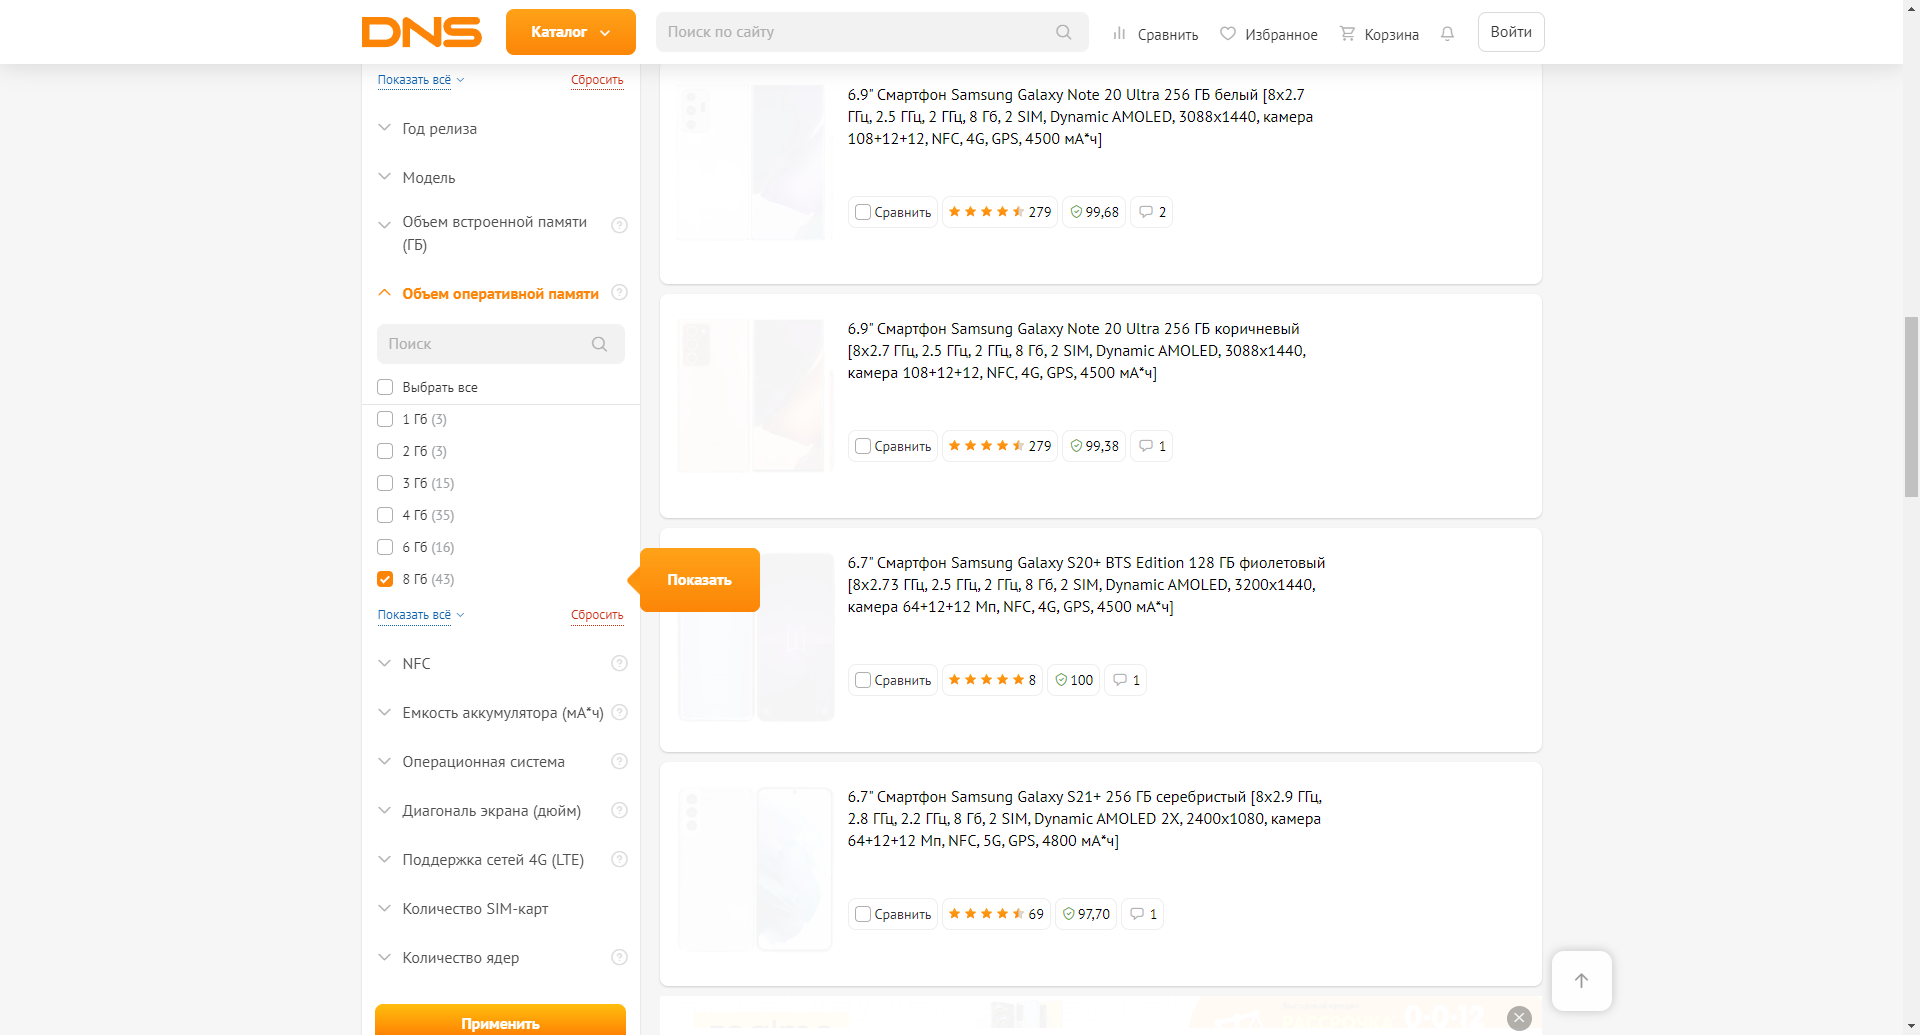 DNS
Каталог
Поиск по сайту
Сравнить
Избранное
Корзина
Войти
Показать всё
Сбросить
Год релиза
Модель
Объем встроенной памяти
(ГБ)
Объем оперативной памяти
Поиск
Выбрать все
1 Гб (3)
2 Гб (3)
3 Гб (15)
4 Гб (35)
6 Гб (16)
8 Гб (43)
Показать всё
Сбросить
Показать
NFC
Емкость аккумулятора (мА*ч)
Операционная система
Диагональ экрана (дюйм)
Поддержка сетей 4G (LTE)
Количество SIM-карт
Количество ядер
Применить
6.9" Смартфон Samsung Galaxy Note 20 Ultra 256 ГБ белый [8x2.7
ГГц, 2.5 ГГц, 2 ГГц, 8 Гб, 2 SIM, Dynamic AMOLED, 3088x1440, камера
108+12+12, NFC, 4G, GPS, 4500 мА*ч]
Сравнить 279 99,68 2
6.9" Смартфон Samsung Galaxy Note 20 Ultra 256 ГБ коричневый
[8x2.7 ГГц, 2.5 ГГц, 2 ГГц, 8 Гб, 2 SIM, Dynamic AMOLED, 3088x1440,
камера 108+12+12, NFC, 4G, GPS, 4500 мА*ч]
Сравнить 279 99,38 1
6.7" Смартфон Samsung Galaxy S20+ BTS Edition 128 ГБ фиолетовый
[8x2.73 ГГц, 2.5 ГГц, 2 ГГц, 8 Гб, 2 SIM, Dynamic AMOLED, 3200x1440,
камера 64+12+12 Мп, NFC, 4G, GPS, 4500 мА*ч]
Сравнить 8 100 1
6.7" Смартфон Samsung Galaxy S21+ 256 ГБ серебристый [8x2.9 ГГц,
2.8 ГГц, 2.2 ГГц, 8 Гб, 2 SIM, Dynamic AMOLED 2X, 2400x1080, камера
64+12+12 Мп, NFC, 5G, GPS, 4800 мА*ч]
Сравнить 69 97,70 1